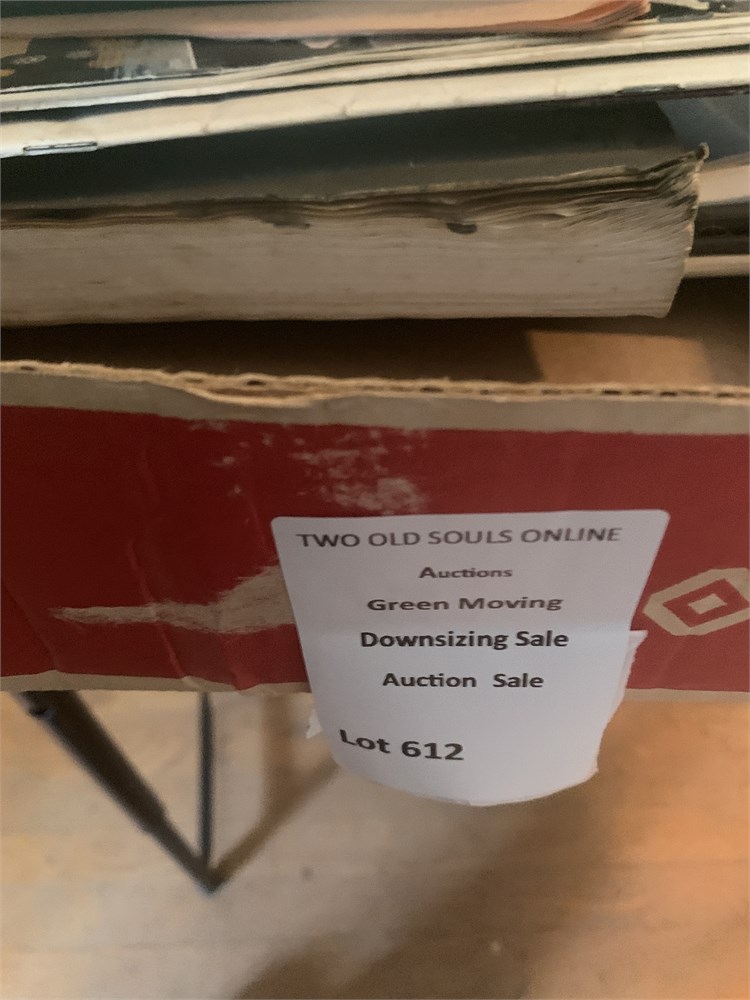 TWO OLD SOULS ONLINE
Auctions
Green Moving
Downsizing Sale
Auction Sale
Lot 612